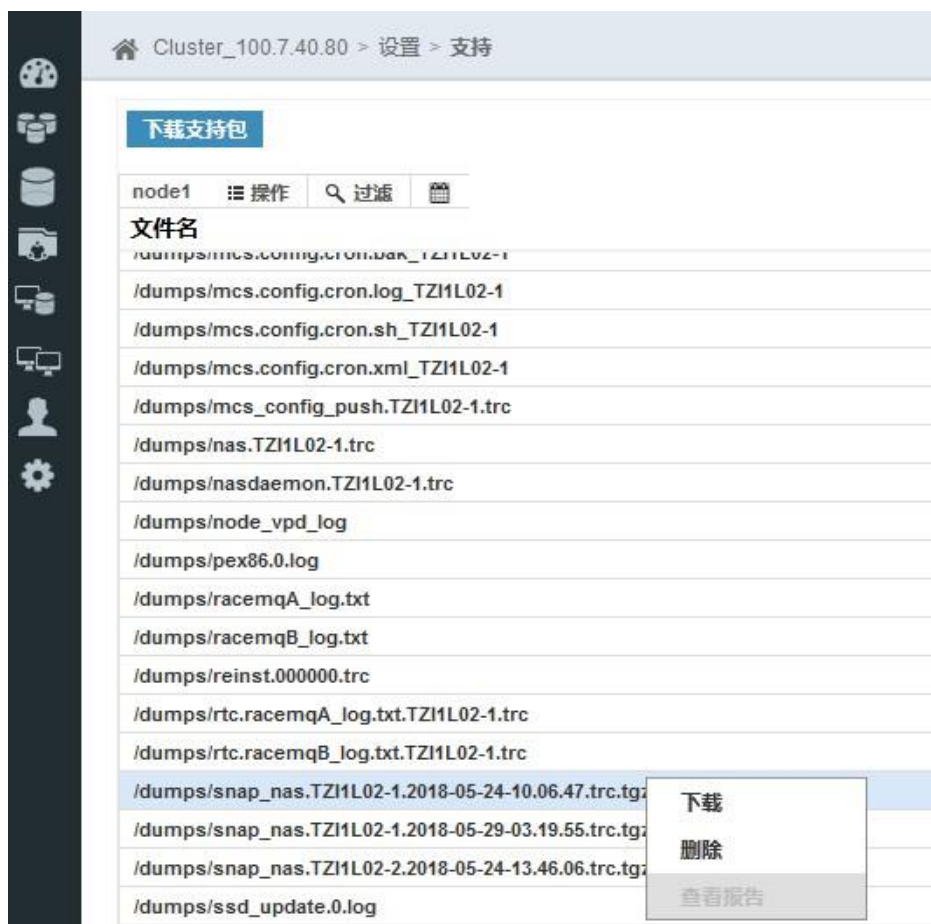 Cluster_100.7.40.80 > 设置 > 支持
下载支持包
node1 操作 过滤
文件名
/dumps/mcs.config.cron.bak_TZI1L02-1
/dumps/mcs.config.cron.log_TZI1L02-1
/dumps/mcs.config.cron.sh_TZI1L02-1
/dumps/mcs.config.cron.xml_TZI1L02-1
/dumps/mcs_config_push.TZI1L02-1.trc
/dumps/nas.TZI1L02-1.trc
/dumps/nasdaemon.TZI1L02-1.trc
/dumps/node_vpd_log
/dumps/pex86.0.log
/dumps/racemqA_log.txt
/dumps/racemqB_log.txt
/dumps/reinst.000000.trc
/dumps/rtc.racemqA_log.txt.TZI1L02-1.trc
/dumps/rtc.racemqB_log.txt.TZI1L02-1.trc
/dumps/snap_nas.TZI1L02-1.2018-05-24-10.06.47.trc.tgz
下载
/dumps/snap_nas.TZI1L02-1.2018-05-29-03.19.55.trc.tgz
删除
/dumps/snap_nas.TZI1L02-2.2018-05-24-13.46.06.trc.tgz
查看报告
/dumps/ssd_update.0.log